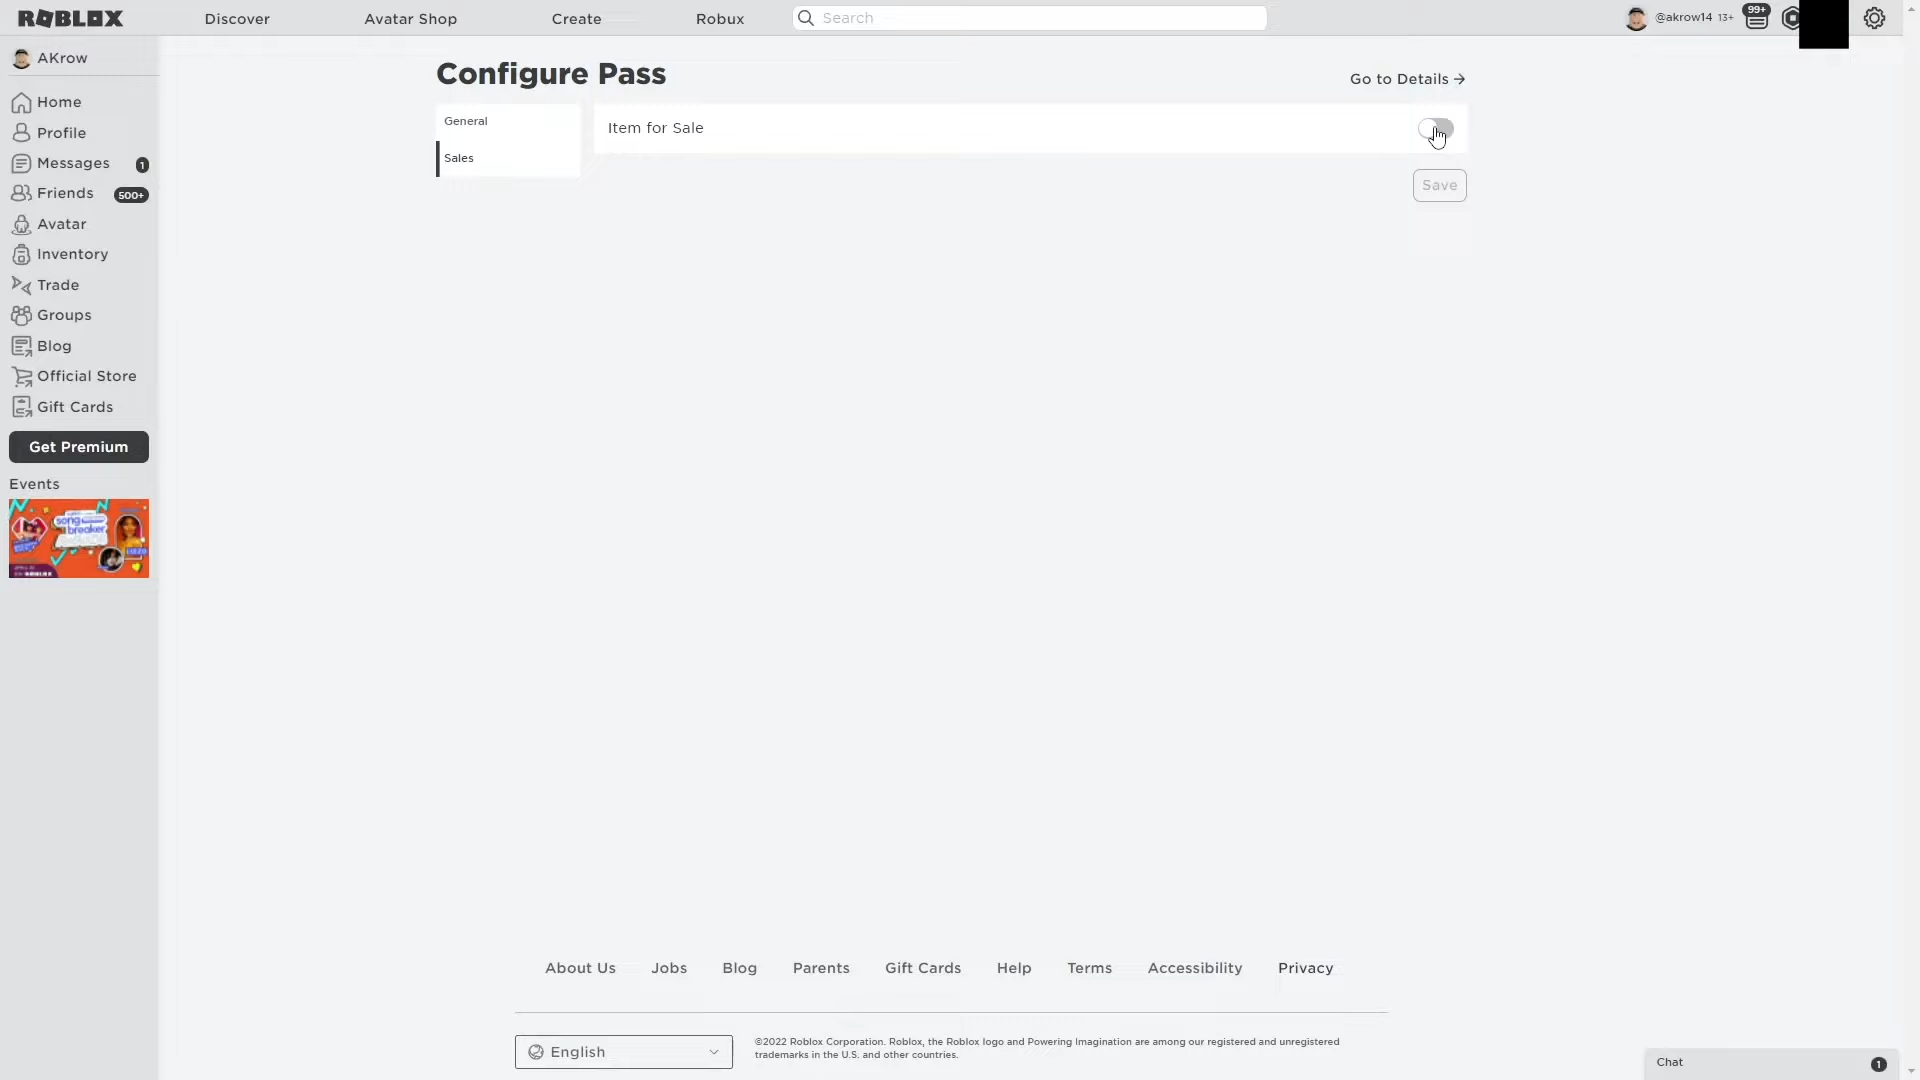 ROBLOX
Discover
Avatar Shop
Create
Robux
Search
@akrow14 13+
99+
AKrow
Home
Profile
Messages 1
Friends 500+
Avatar
Inventory
Trade
Groups
Blog
Official Store
Gift Cards
Get Premium
Events
song
breaker
Configure Pass
Go to Details →
General
Sales
Item for Sale
Save
About Us
Jobs
Blog
Parents
Gift Cards
Help
Terms
Accessibility
Privacy
English
©2022 Roblox Corporation. Roblox, the Roblox logo and Powering Imagination are among our registered and unregistered
trademarks in the U.S. and other countries.
Chat 1